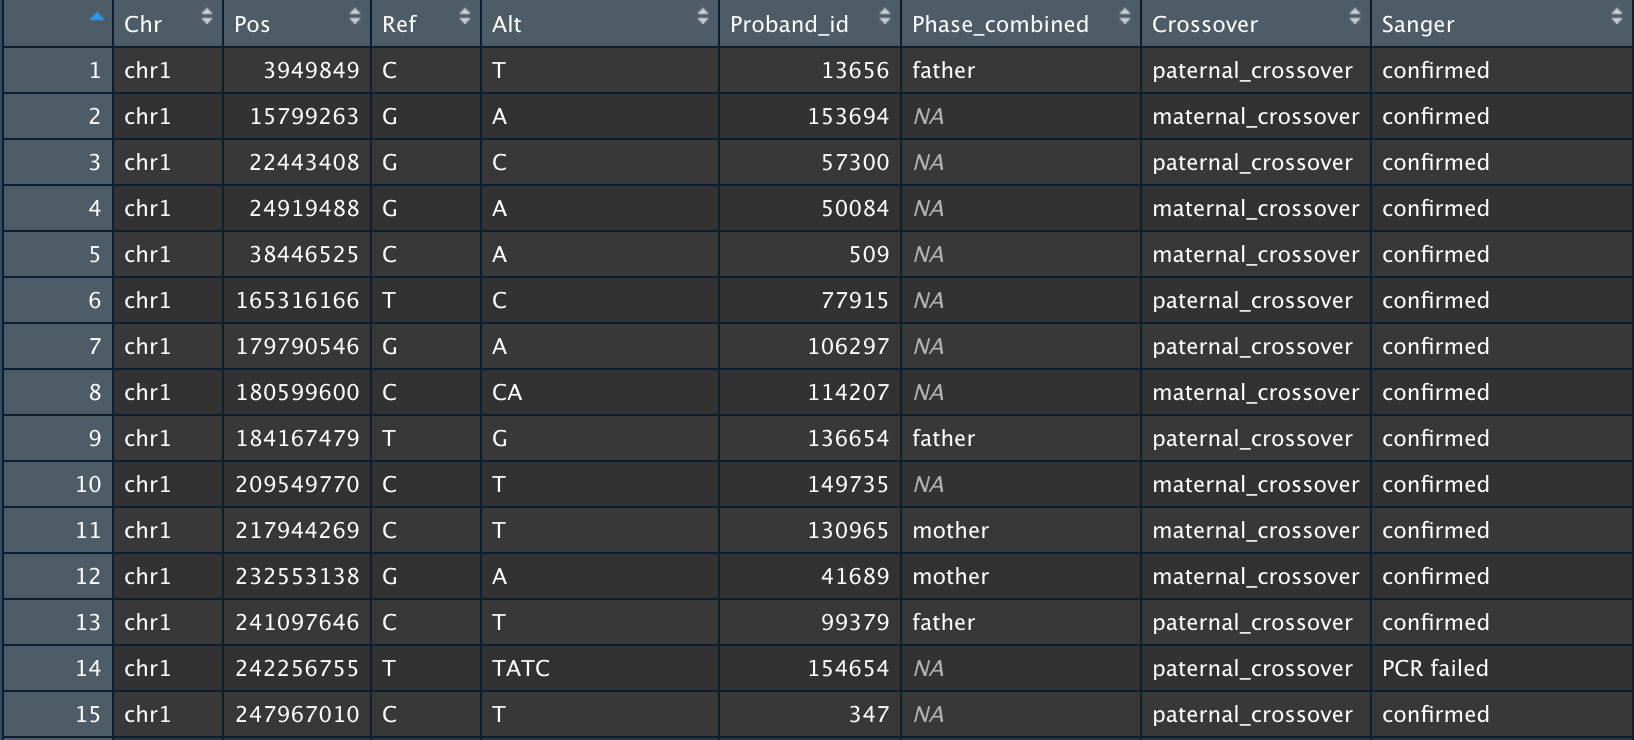 Chr Pos Ref Alt Proband_id Phase_combined Crossover Sanger
1 chr1 3949849 C T 13656 father paternal_crossover confirmed
2 chr1 15799263 G A 153694 NA maternal_crossover confirmed
3 chr1 22443408 G C 57300 NA paternal_crossover confirmed
4 chr1 24919488 G A 50084 NA maternal_crossover confirmed
5 chr1 38446525 C A 509 NA maternal_crossover confirmed
6 chr1 165316166 T C 77915 NA paternal_crossover confirmed
7 chr1 179790546 G A 106297 NA paternal_crossover confirmed
8 chr1 180599600 C CA 114207 NA maternal_crossover confirmed
9 chr1 184167479 T G 136654 father paternal_crossover confirmed
10 chr1 209549770 C T 149735 NA maternal_crossover confirmed
11 chr1 217944269 C T 130965 mother maternal_crossover confirmed
12 chr1 232553138 G A 41689 mother maternal_crossover confirmed
13 chr1 241097646 C T 99379 father paternal_crossover confirmed
14 chr1 242256755 T TATC 154654 NA paternal_crossover PCR failed
15 chr1 247967010 C T 347 NA paternal_crossover confirmed